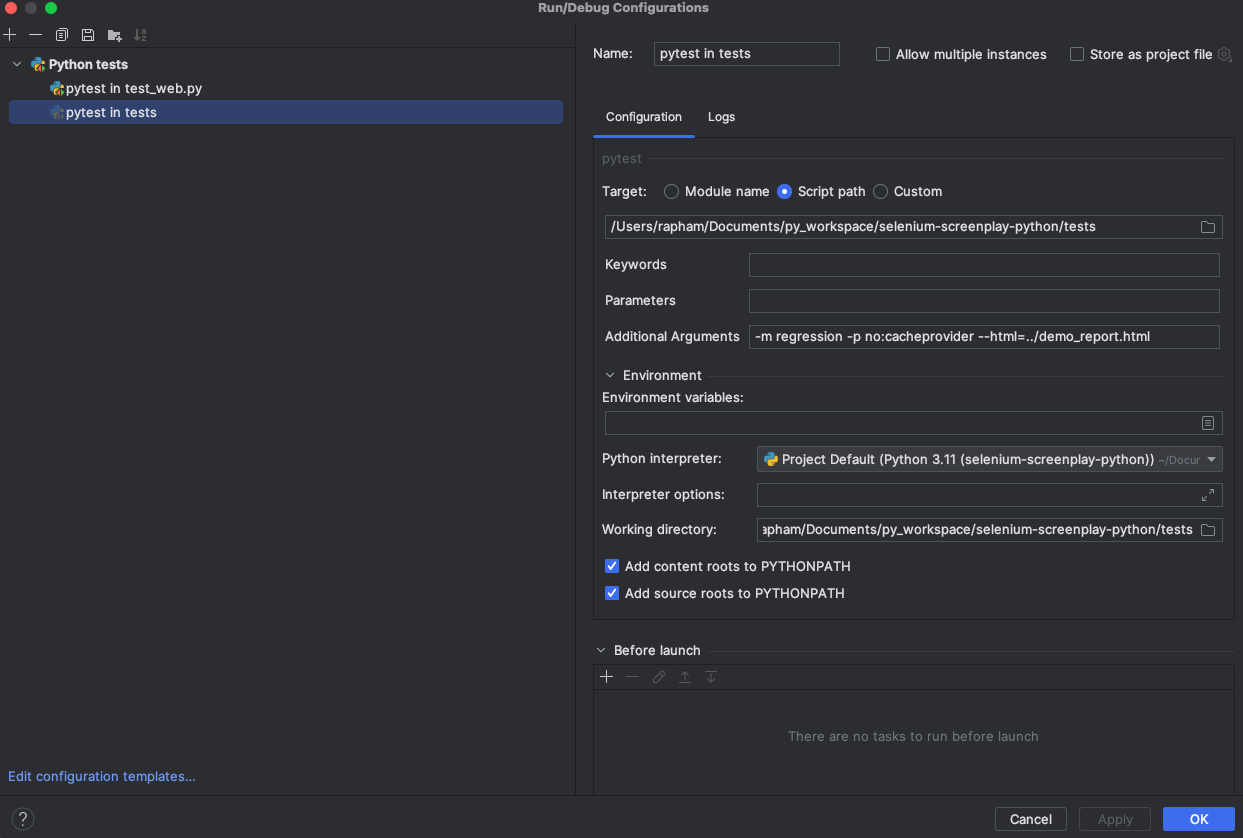 Run/Debug Configurations
Python tests
pytest in test_web.py
pytest in tests
Edit configuration templates...
Name: pytest in tests Allow multiple instances Store as project file
Configuration Logs
pytest
Target: Module name Script path Custom
/Users/rapham/Documents/py_workspace/selenium-screenplay-python/tests
Keywords
Parameters
Additional Arguments -m regression -p no:cacheprovider --html=../demo_report.html
Environment
Environment variables:
Python interpreter: Project Default (Python 3.11 (selenium-screenplay-python)) ~/Docur
Interpreter options:
Working directory: apham/Documents/py_workspace/selenium-screenplay-python/tests
Add content roots to PYTHONPATH
Add source roots to PYTHONPATH
Before launch
There are no tasks to run before launch
? Cancel Apply OK